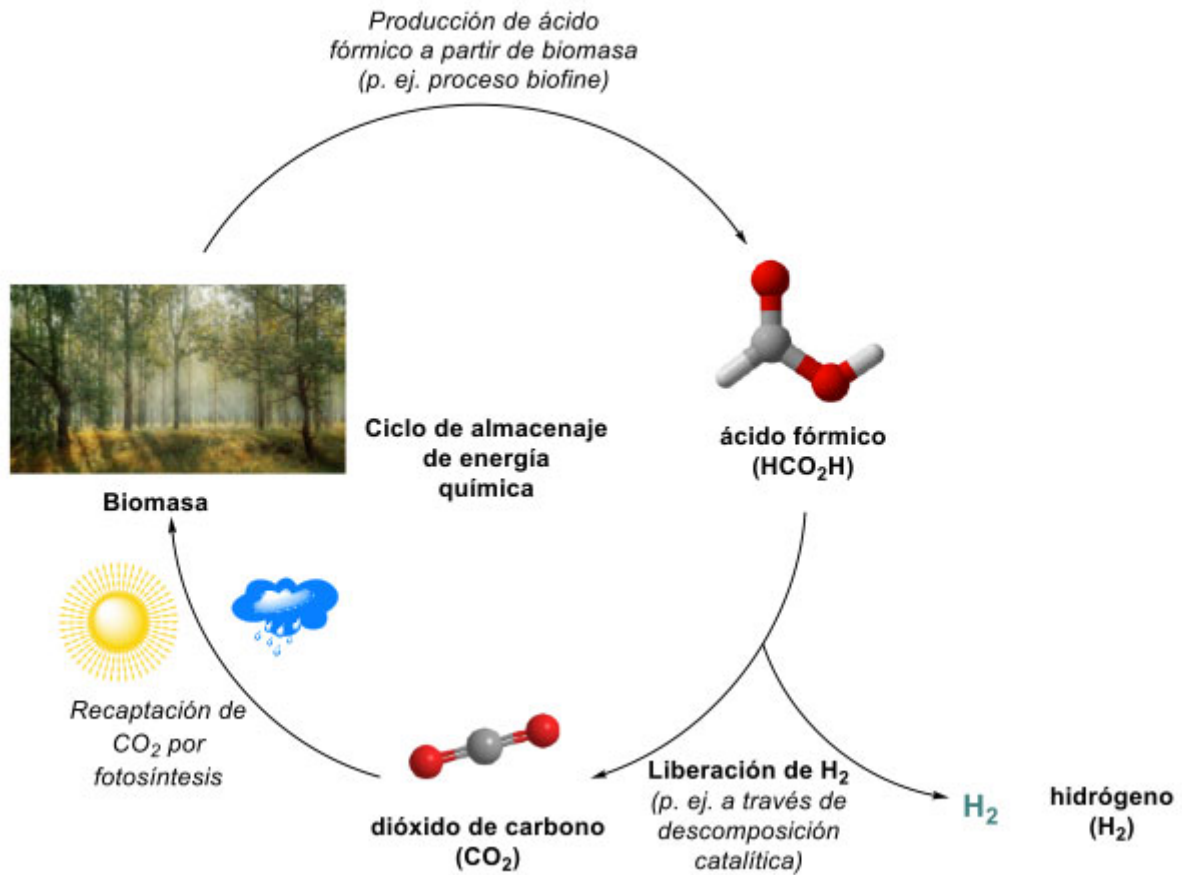 Producción de ácido
fórmico a partir de biomasa
(p. ej. proceso biofine)
Ciclo de almacenaje
de energía
química
ácido fórmico
(HCO₂H)
Biomasa
Recaptación de
CO₂ por
fotosíntesis
dióxido de carbono
(CO₂)
Liberación de H₂
(p. ej. a través de
descomposición
catalítica)
H₂
hidrógeno
(H₂)